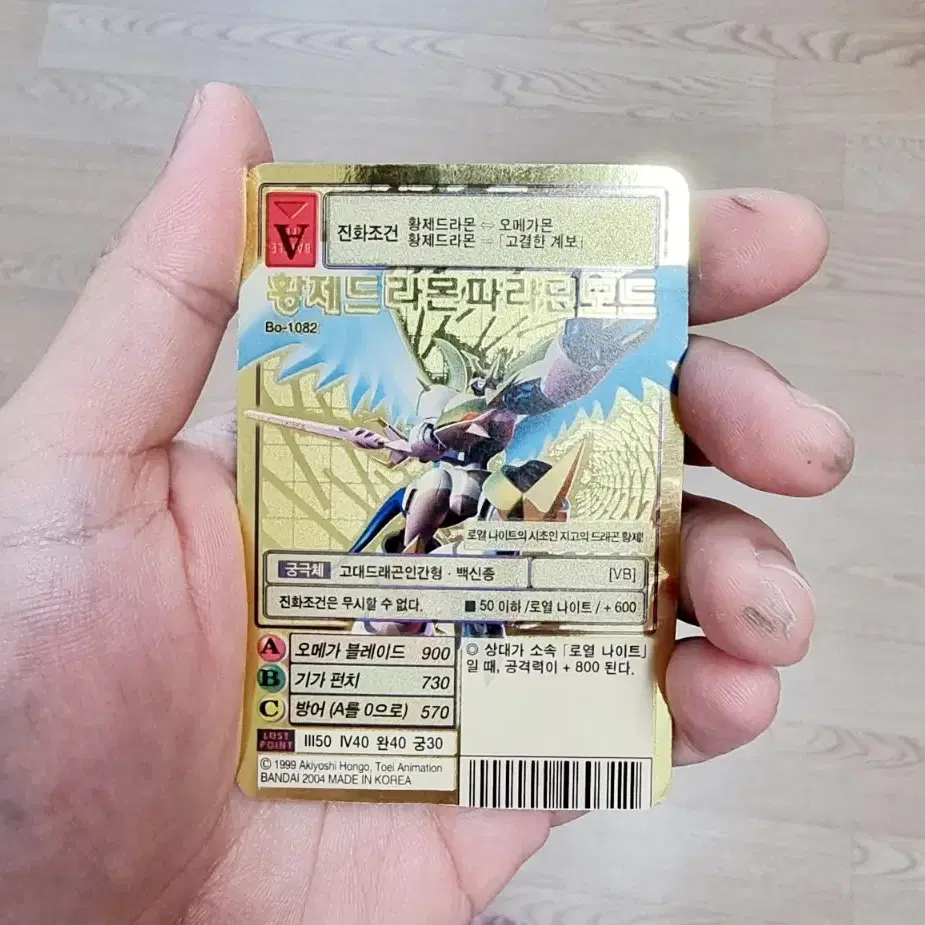 A
BATTLE
진화조건 황제드라몬 ⇔ 오메가몬
황제드라몬 ⇒ 「고결한 계보」
황제드라몬파라딘모드
Bo-1082
로열 나이트의 시조인 지고의 드래곤 황제!
궁극체 고대드래곤인간형 · 백신종 [VB]
진화조건은 무시할 수 없다. ■ 50 이하 /로열 나이트 / + 600
A 오메가 블레이드 900
B 기가 펀치 730
C 방어 (A를 0으로) 570
◎ 상대가 소속 「로열 나이트」
일 때, 공격력이 + 800 된다.
LOST POINT III50 IV40 완40 궁30
© 1999 Akiyoshi Hongo, Toei Animation
BANDAI 2004 MADE IN KOREA